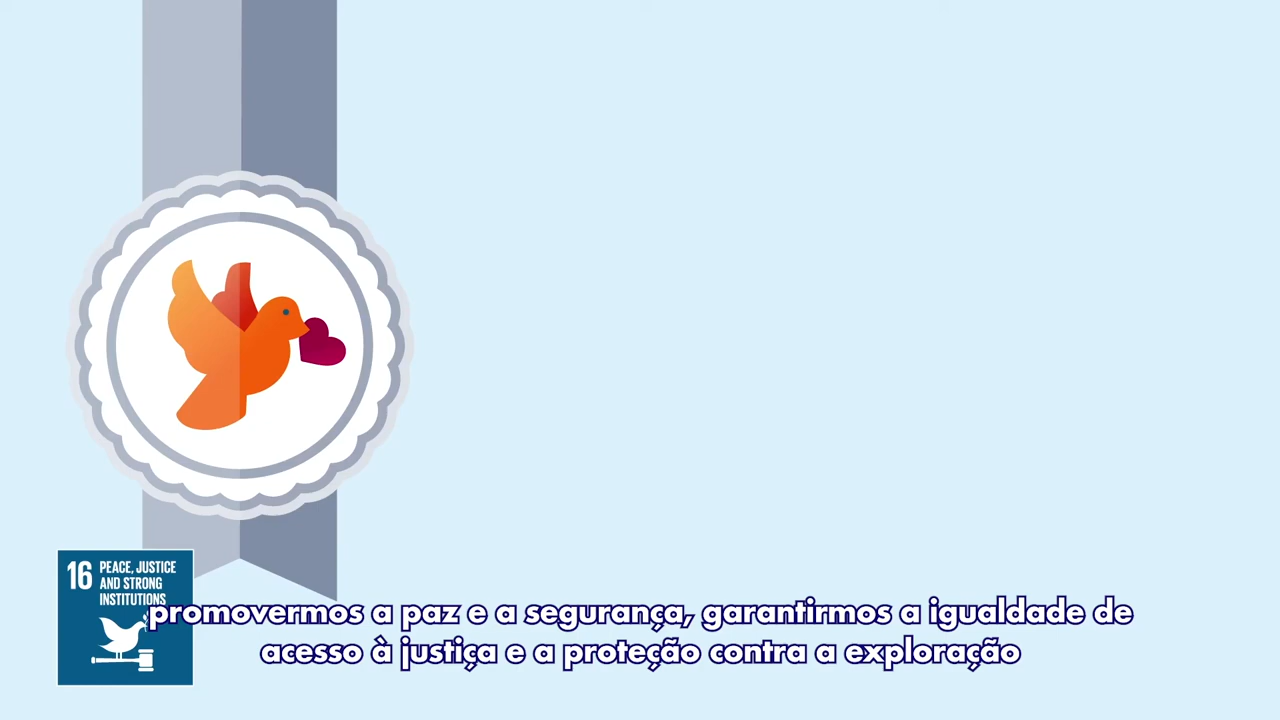 16 PEACE, JUSTICE
AND STRONG
INSTITUTIONS
promovermos a paz e a segurança, garantirmos a igualdade de
acesso à justiça e a proteção contra a exploração